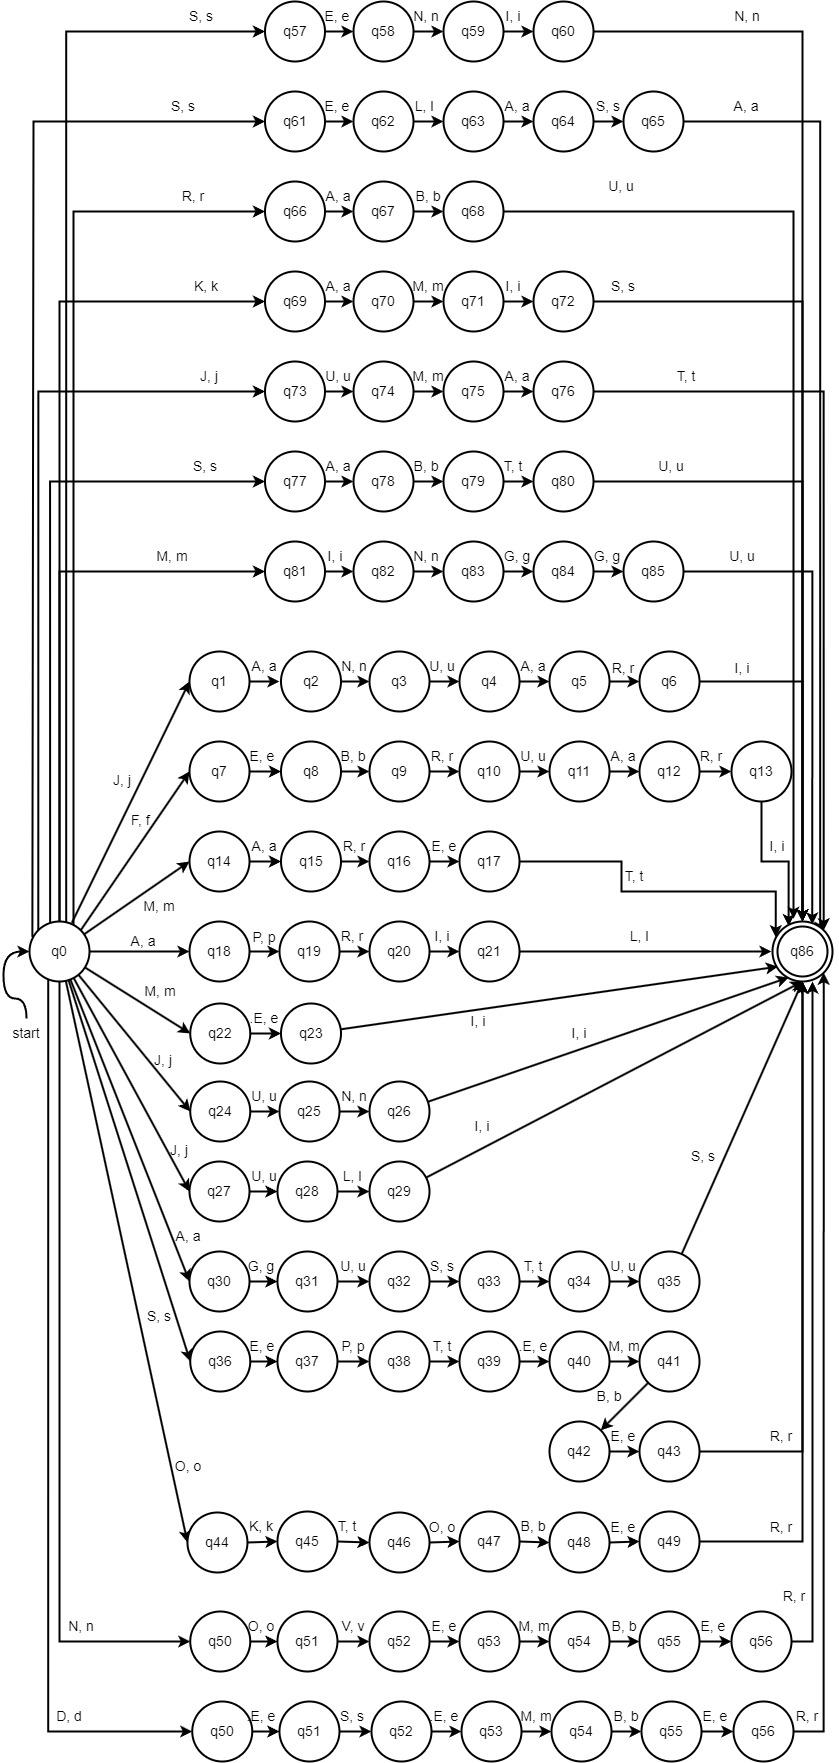 S, s q57 E, e q58 N, n q59 I, i q60 N, n
S, s q61 E, e q62 L, l q63 A, a q64 S, s q65 A, a
R, r q66 A, a q67 B, b q68 U, u
K, k q69 A, a q70 M, m q71 I, i q72 S, s
J, j q73 U, u q74 M, m q75 A, a q76 T, t
S, s q77 A, a q78 B, b q79 T, t q80 U, u
M, m q81 I, i q82 N, n q83 G, g q84 G, g q85 U, u
J, j q1 A, a q2 N, n q3 U, u q4 A, a q5 R, r q6 I, i
F, f q7 E, e q8 B, b q9 R, r q10 U, u q11 A, a q12 R, r q13 I, i
M, m q14 A, a q15 R, r q16 E, e q17 T, t
q0 A, a q18 P, p q19 R, r q20 I, i q21 L, l q86
start
M, m q22 E, e q23 I, i
J, j q24 U, u q25 N, n q26 I, i
J, j q27 U, u q28 L, l q29 I, i
A, a q30 G, g q31 U, u q32 S, s q33 T, t q34 U, u q35 S, s
S, s q36 E, e q37 P, p q38 T, t q39 E, e q40 M, m q41
B, b q42 E, e q43 R, r
O, o q44 K, k q45 T, t q46 O, o q47 B, b q48 E, e q49 R, r
N, n q50 O, o q51 V, v q52 E, e q53 M, m q54 B, b q55 E, e q56 R, r
D, d q50 E, e q51 S, s q52 E, e q53 M, m q54 B, b q55 E, e q56 R, r